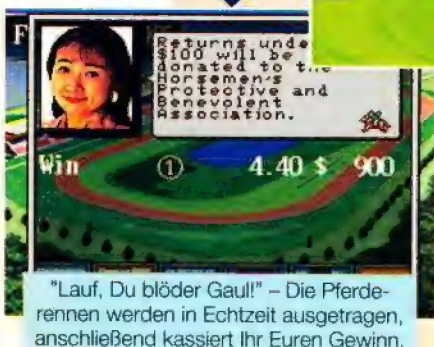 F
Returns unde
$100 will be
donated to the
Horsemen's
Protective and
Benevolent
Association.
Win ① 4.40 $ 900
"Lauf, Du blöder Gaul!" – Die Pferde-
rennen werden in Echtzeit ausgetragen,
anschließend kassiert Ihr Euren Gewinn.